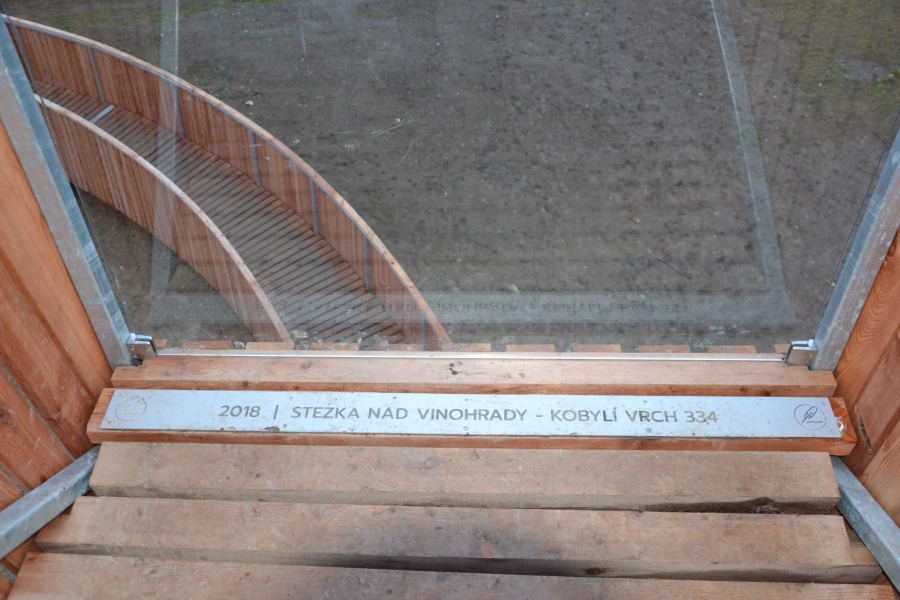 2018 | STEZKA NAD VINOHRADY - KOBYLÍ VRCH 334